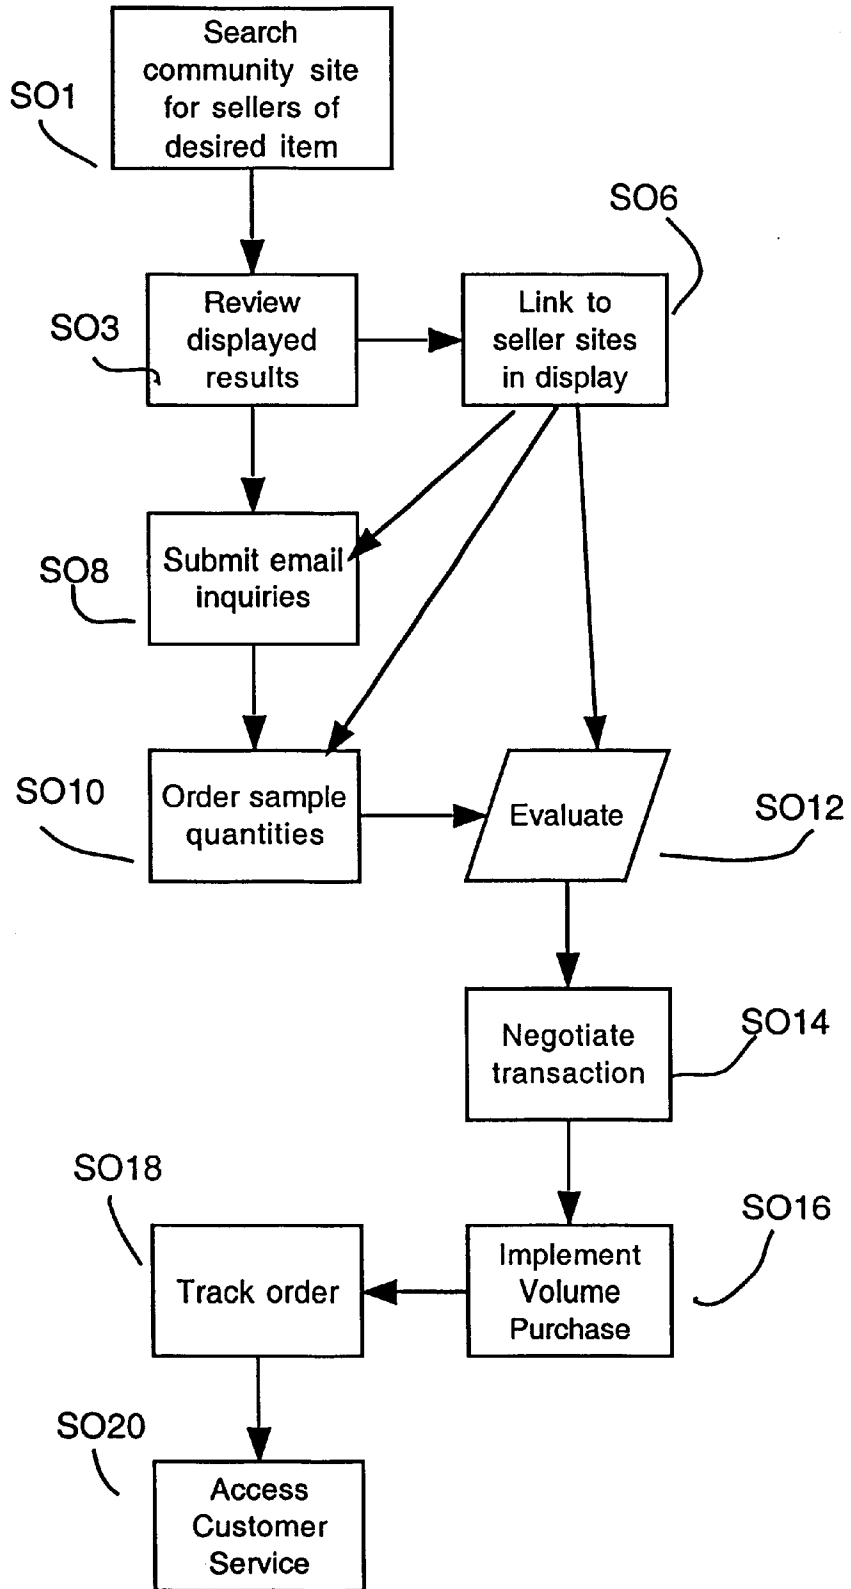 Search
community site
for sellers of
desired item
SO1
SO6
Review
displayed
results
SO3
Link to
seller sites
in display
Submit email
inquiries
SO8
Order sample
quantities
SO10
Evaluate
SO12
Negotiate
transaction
SO14
SO18
Track order
Implement
Volume
Purchase
SO16
SO20
Access
Customer
Service